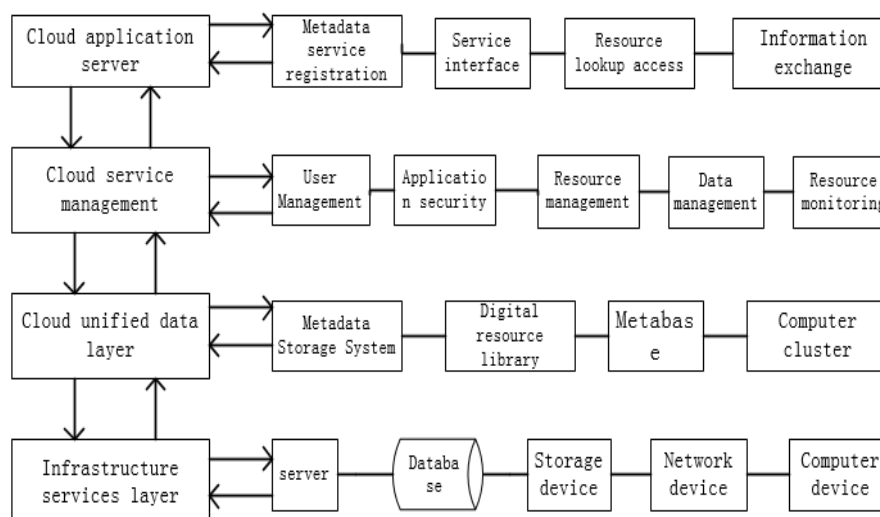 Cloud application
server
Metadata
service
registration
Service
interface
Resource
lookup access
Information
exchange
Cloud service
management
User
Management
Applicatio
n security
Resource
management
Data
management
Resource
monitoring
Cloud unified data
layer
Metadata
Storage System
Digital
resource
library
Metabas
e
Computer
cluster
Infrastructure
services layer
server
Databa
se
Storage
device
Network
device
Computer
device